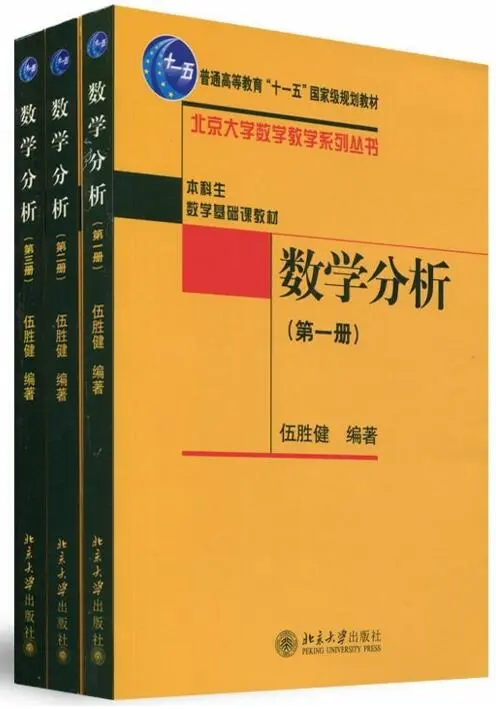 十一五
普通高等教育“十一五”国家级规划教材
北京大学数学教学系列丛书
本科生
数学基础课教材
数学分析
(第一册)
伍胜健 编著
北京大学出版社
PEKING UNIVERSITY PRESS
数学分析(第一册) 伍胜健 编著 北京大学出版社
数学分析(第二册) 伍胜健 编著 北京大学出版社
数学分析(第三册) 伍胜健 编著 北京大学出版社